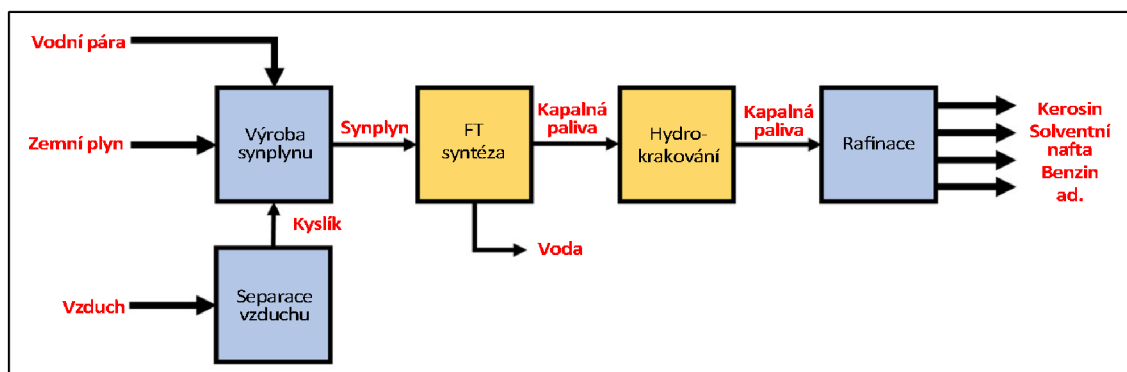 Vodní pára
Zemní plyn
Výroba
synplynu
Synplyn
FT
syntéza
Kapalná
paliva
Hydro-
krakování
Kapalná
paliva
Rafinace
Kerosin
Solventní
nafta
Benzin
ad.
Kyslík
Voda
Vzduch
Separace
vzduchu